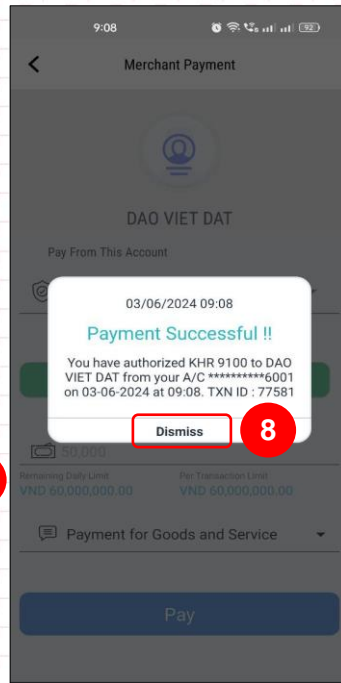 9:08
92
Merchant Payment
DAO VIET DAT
Pay From This Account
03/06/2024 09:08
Payment Successful !!
You have authorized KHR 9100 to DAO
VIET DAT from your A/C **********6001
on 03-06-2024 at 09:08. TXN ID : 77581
Dismiss
8
50,000
Remaining Daily Limit Per Transaction Limit
VND 60,000,000.00 VND 60,000,000.00
Payment for Goods and Service
Pay